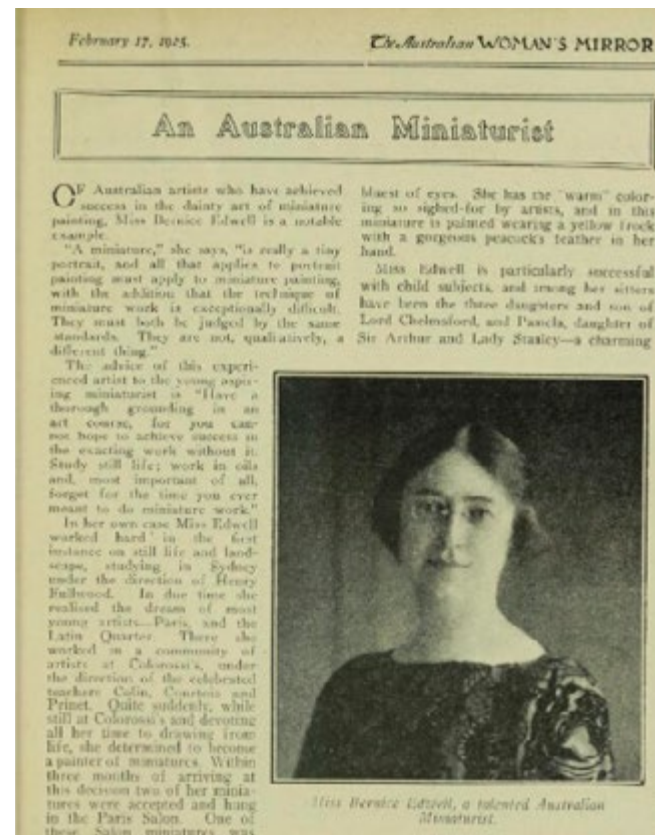 February 17, 1925.
The Australian WOMAN'S MIRROR
An Australian Miniaturist
OF Australian artists who have achieved
success in the dainty art of miniature
painting, Miss Bernice Edwell is a notable
example.
"A miniature," she says, "is really a tiny
portrait, and all that applies to portrait
painting must apply to miniature painting,
with the addition that the technique of
miniature work is exceptionally difficult.
They must both be judged by the same
standards. They are not, qualitatively, a
different thing."
The advice of this experi-
enced artist to the young aspir-
ing miniaturist is "Have a
thorough grounding in an
art course, for you can-
not hope to achieve success in
the exacting work without it.
Study still life; work in oils
and, most important of all,
forget for the time you ever
meant to do miniature work."
In her own case Miss Edwell
worked hard in the first
instance on still life and land-
scape, studying in Sydney
under the direction of Henry
Fullwood. In due time she
realised the dream of most
young artists—Paris, and the
Latin Quarter. There she
worked in a community of
artists at Colorossi's, under
the direction of the celebrated
teachers Colin, Courtois and
Prinet. Quite suddenly, while
still at Colorossi's and devoting
all her time to drawing from
life, she determined to become
a painter of miniatures. Within
three months of arriving at
this decision two of her minia-
tures were accepted and hung
in the Paris Salon. One of
these Salon miniatures was
bluest of eyes. She has the "warm" color-
ing so sighed-for by artists, and in this
miniature is painted wearing a yellow frock
with a gorgeous peacock's feather in her
hand.
Miss Edwell is particularly successful
with child subjects, and among her sitters
have been the three daughters and son of
Lord Chelmsford, and Pamela, daughter of
Sir Arthur and Lady Stanley—a charming
Miss Bernice Edwell, a talented Australian
Miniaturist.